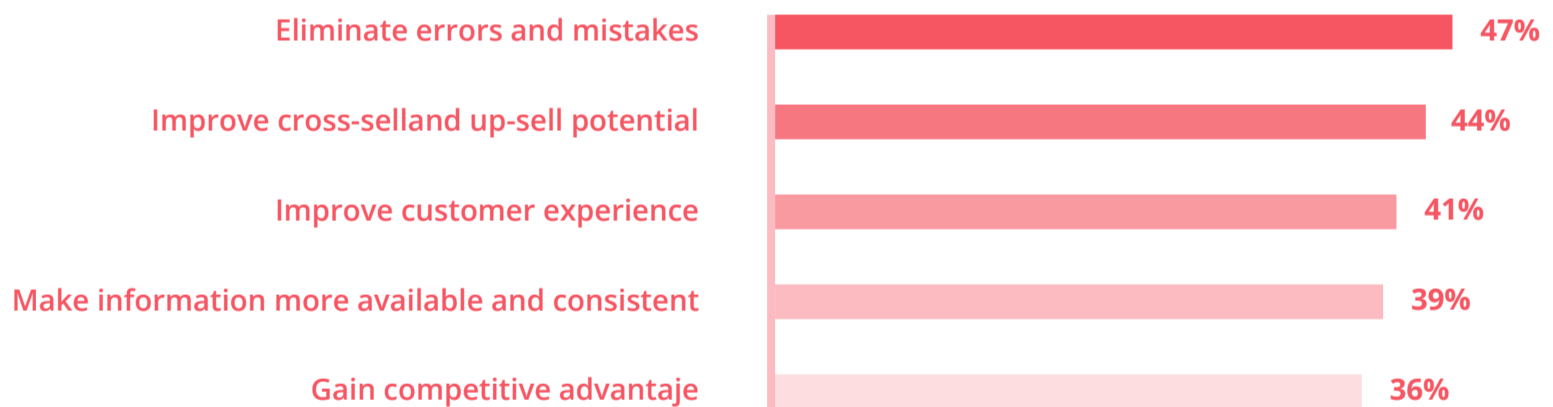 Eliminate errors and mistakes 47%
Improve cross-selland up-sell potential 44%
Improve customer experience 41%
Make information more available and consistent 39%
Gain competitive advantaje 36%